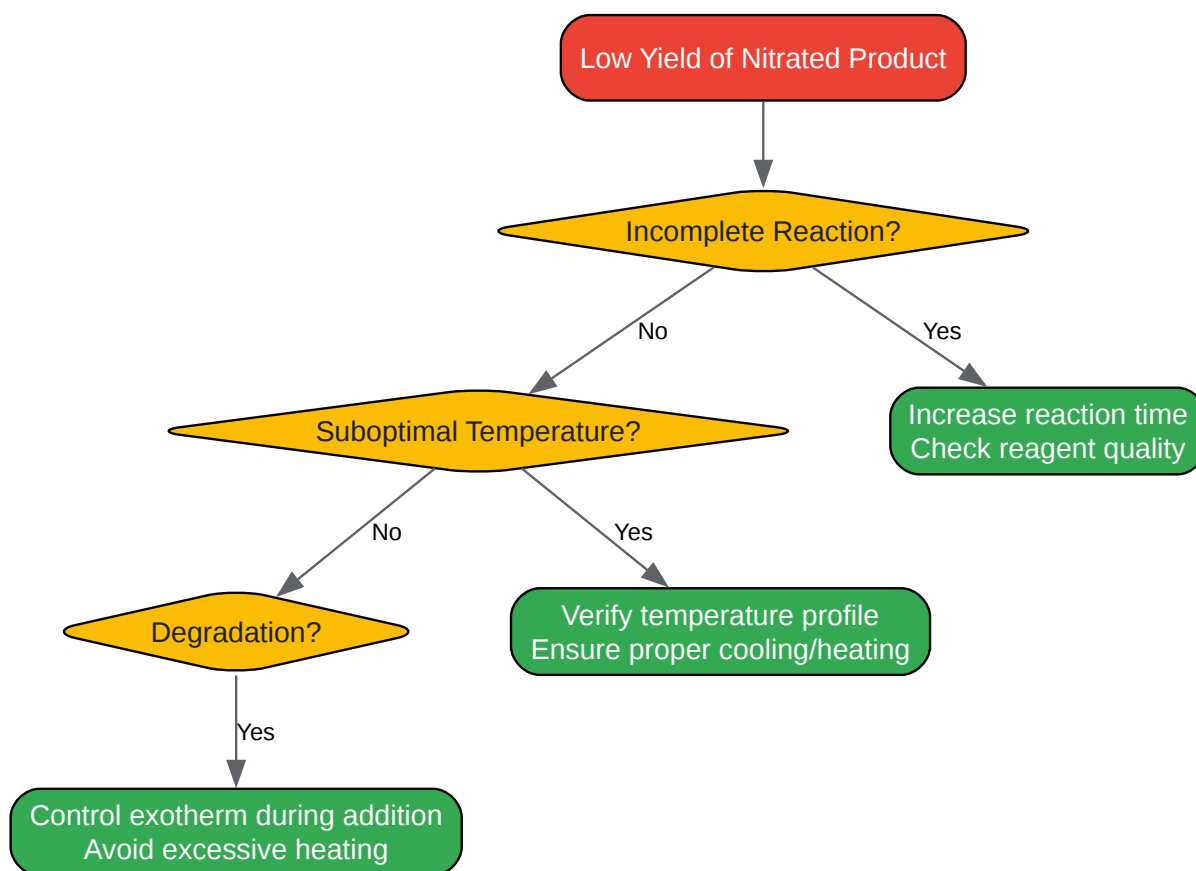 Low Yield of Nitrated Product
Incomplete Reaction?
No
Yes
Suboptimal Temperature?
Increase reaction time
Check reagent quality
No
Yes
Degradation?
Verify temperature profile
Ensure proper cooling/heating
Yes
Control exotherm during addition
Avoid excessive heating